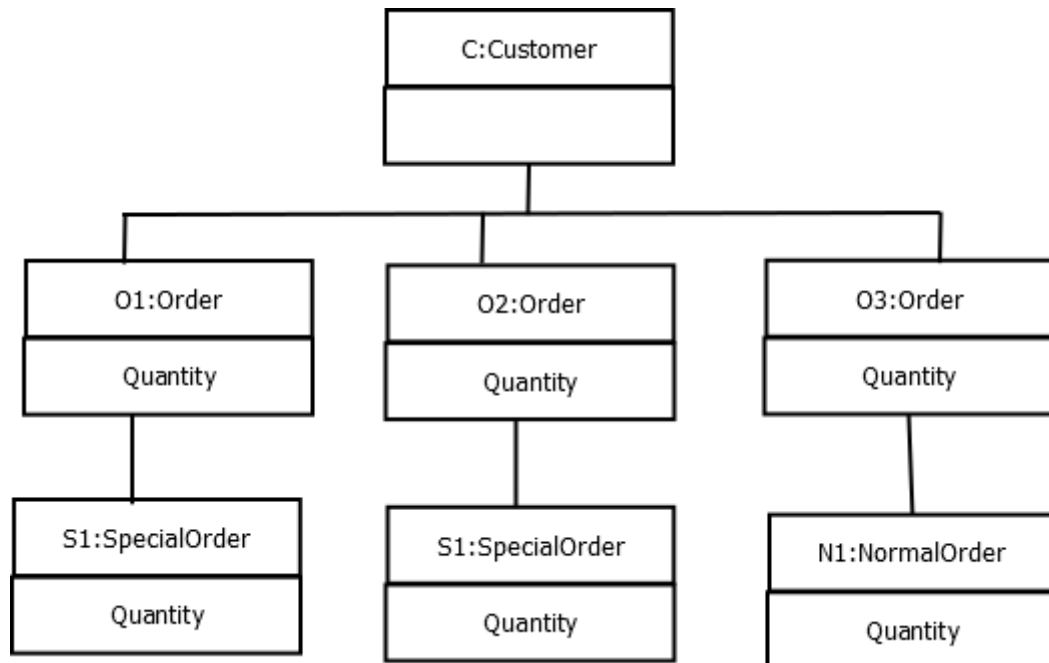 C:Customer
O1:Order
Quantity
O2:Order
Quantity
O3:Order
Quantity
S1:SpecialOrder
Quantity
S1:SpecialOrder
Quantity
N1:NormalOrder
Quantity